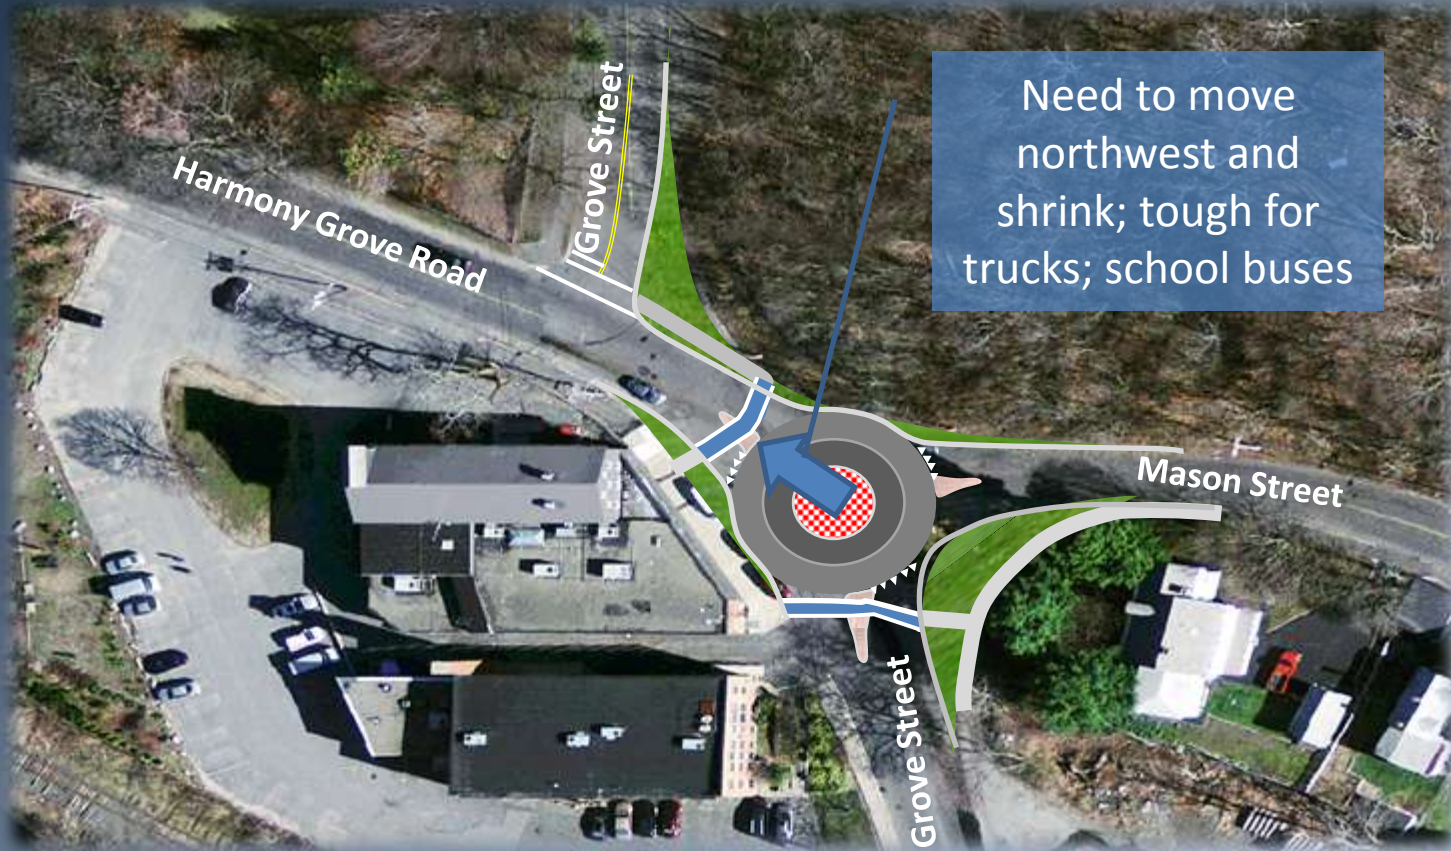 Need to move
northwest and
shrink; tough for
trucks; school buses
Grove Street
Harmony Grove Road
Mason Street
Grove Street